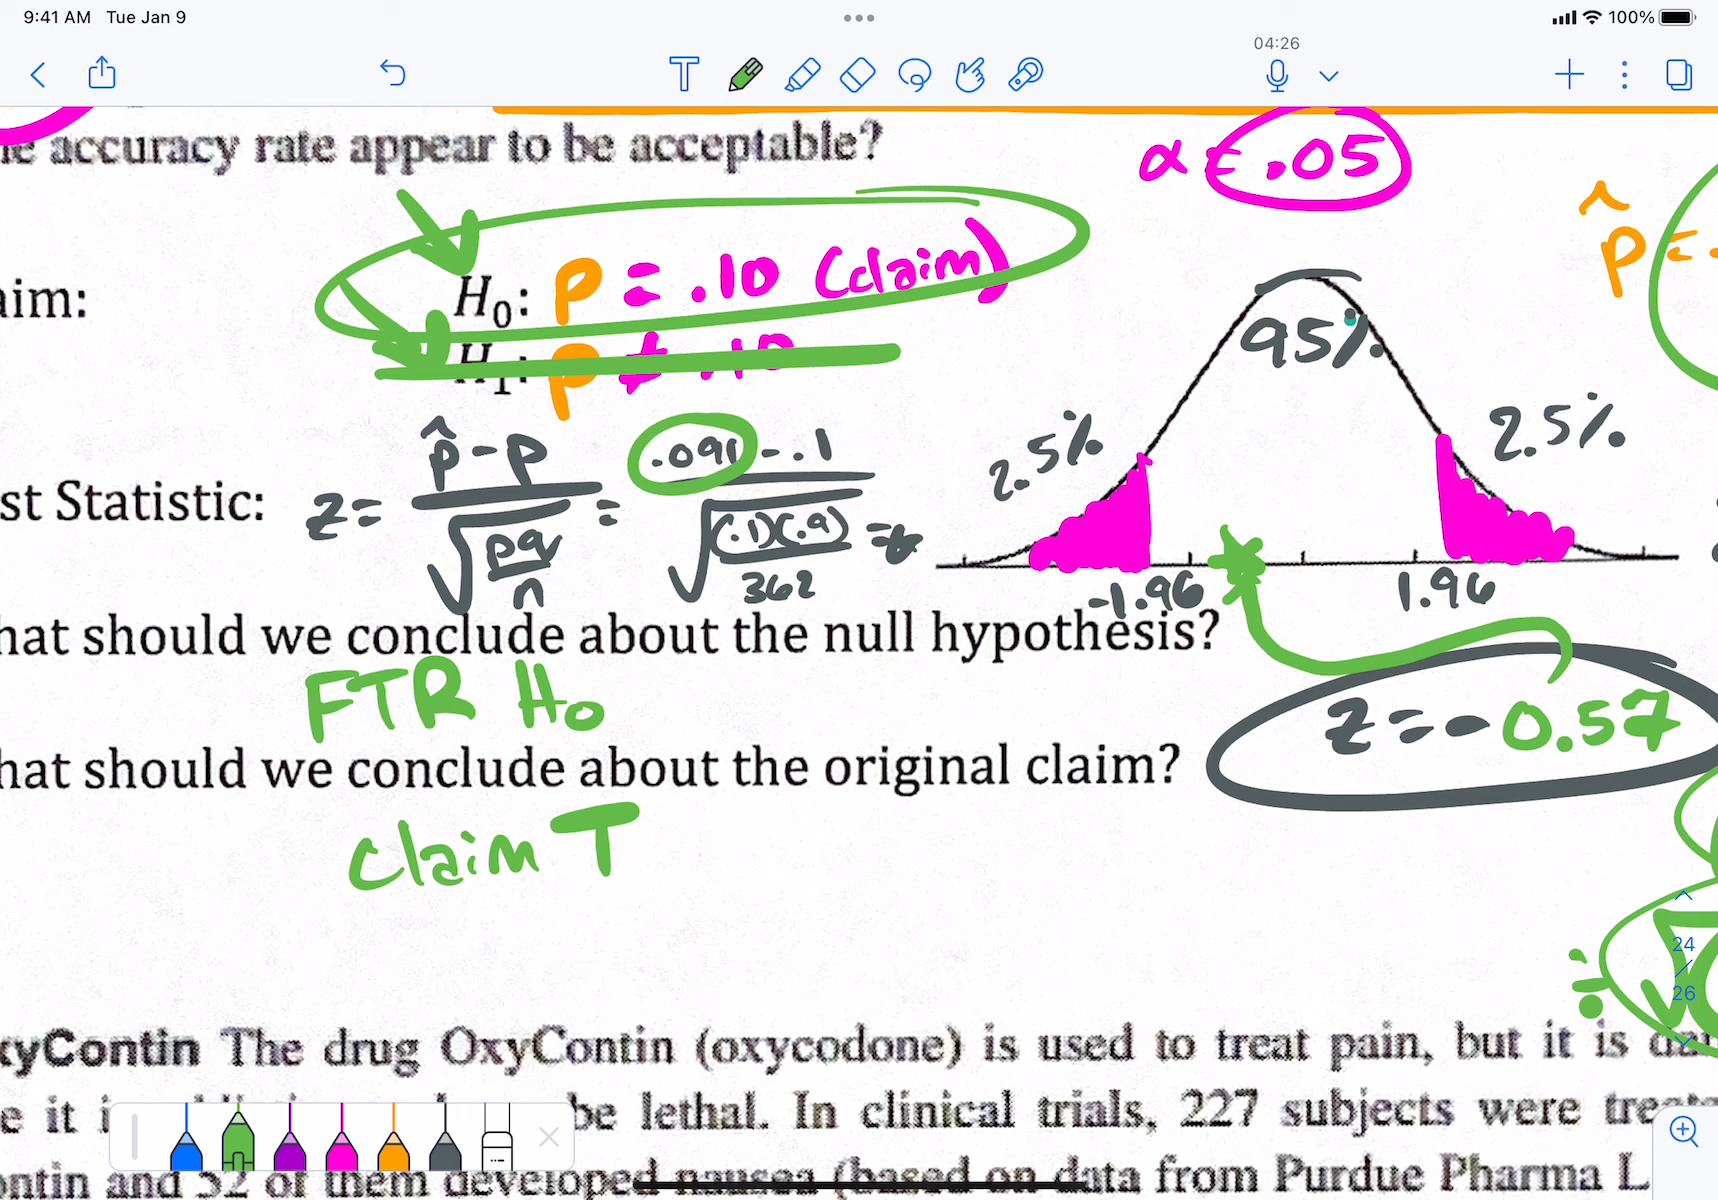 9:41 AM Tue Jan 9
100%
04:26
accuracy rate appear to be acceptable?
α = .05
p̂ =
aim:
H₀: p = .10 (claim)
H₁: p ≠ .10
95%
2.5%
2.5%
st Statistic: z = p̂ - p / √pq/n = .091 - .1 / √(.1)(.9)/362 =
-1.96
1.96
hat should we conclude about the null hypothesis?
FTR H₀
z = - 0.57
hat should we conclude about the original claim?
Claim T
24
/
26
xyContin The drug OxyContin (oxycodone) is used to treat pain, but it is
e it i be lethal. In clinical trials, 227 subjects were
ontin and 52 of them developed nausea (based on data from Purdue Pharma L